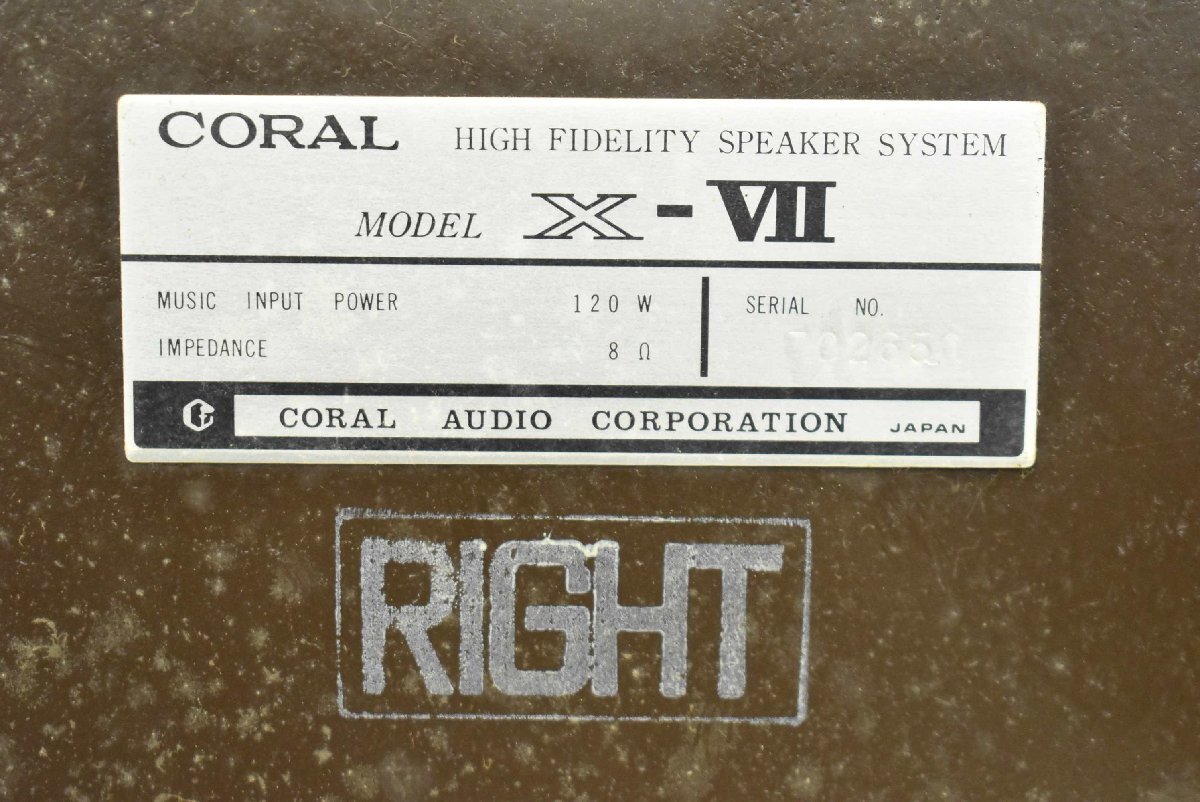 CORAL HIGH FIDELITY SPEAKER SYSTEM
MODEL X-VII
MUSIC INPUT POWER 120 W
IMPEDANCE 8 Ω
SERIAL NO.
CORAL AUDIO CORPORATION JAPAN
RIGHT